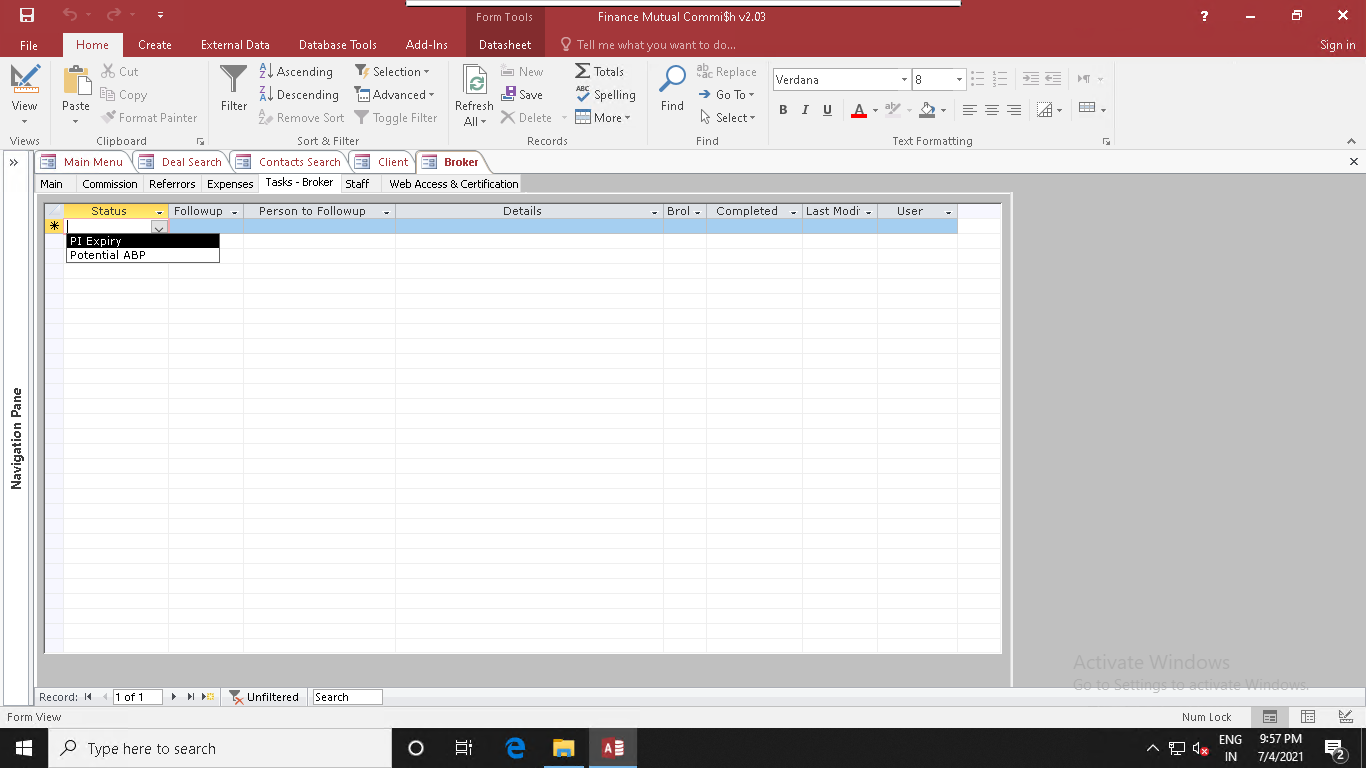 Form Tools
Finance Mutual Commi$h v2.03
?
File
Home
Create
External Data
Database Tools
Add-Ins
Datasheet
Tell me what you want to do...
Sign in
View
Views
Paste
Cut
Copy
Format Painter
Clipboard
Filter
Ascending
Descending
Remove Sort
Selection
Advanced
Toggle Filter
Sort & Filter
Refresh
All
New
Save
Delete
Totals
Spelling
More
Records
Find
Replace
Go To
Select
Find
Verdana
8
B I U
Text Formatting
Main Menu
Deal Search
Contacts Search
Client
Broker
Main
Commission
Referrors
Expenses
Tasks - Broker
Staff
Web Access & Certification
Status
Followup
Person to Followup
Details
Brol
Completed
Last Modi
User
PI Expiry
Potential ABP
Navigation Pane
Activate Windows
Go to Settings to activate Windows.
Record:
1 of 1
Unfiltered
Search
Form View
Num Lock
Type here to search
ENG
IN
9:57 PM
7/4/2021
2